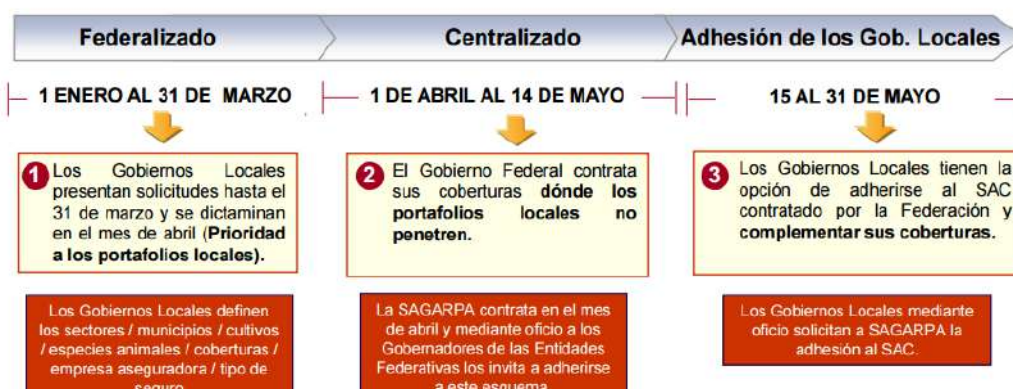 Federalizado
Centralizado
Adhesión de los Gob. Locales
1 ENERO AL 31 DE MARZO
1 DE ABRIL AL 14 DE MAYO
15 AL 31 DE MAYO
1 Los Gobiernos Locales
presentan solicitudes hasta el
31 de marzo y se dictaminan
en el mes de abril (Prioridad
a los portafolios locales).
2 El Gobierno Federal contrata
sus coberturas dónde los
portafolios locales no
penetren.
3 Los Gobiernos Locales tienen la
opción de adherirse al SAC
contratado por la Federación y
complementar sus coberturas.
Los Gobiernos Locales definen
los sectores / municipios / cultivos
/ especies animales / coberturas /
empresa aseguradora / tipo de
seguro
La SAGARPA contrata en el mes
de abril y mediante oficio a los
Gobernadores de las Entidades
Federativas los invita a adherirse
a este esquema
Los Gobiernos Locales mediante
oficio solicitan a SAGARPA la
adhesión al SAC.